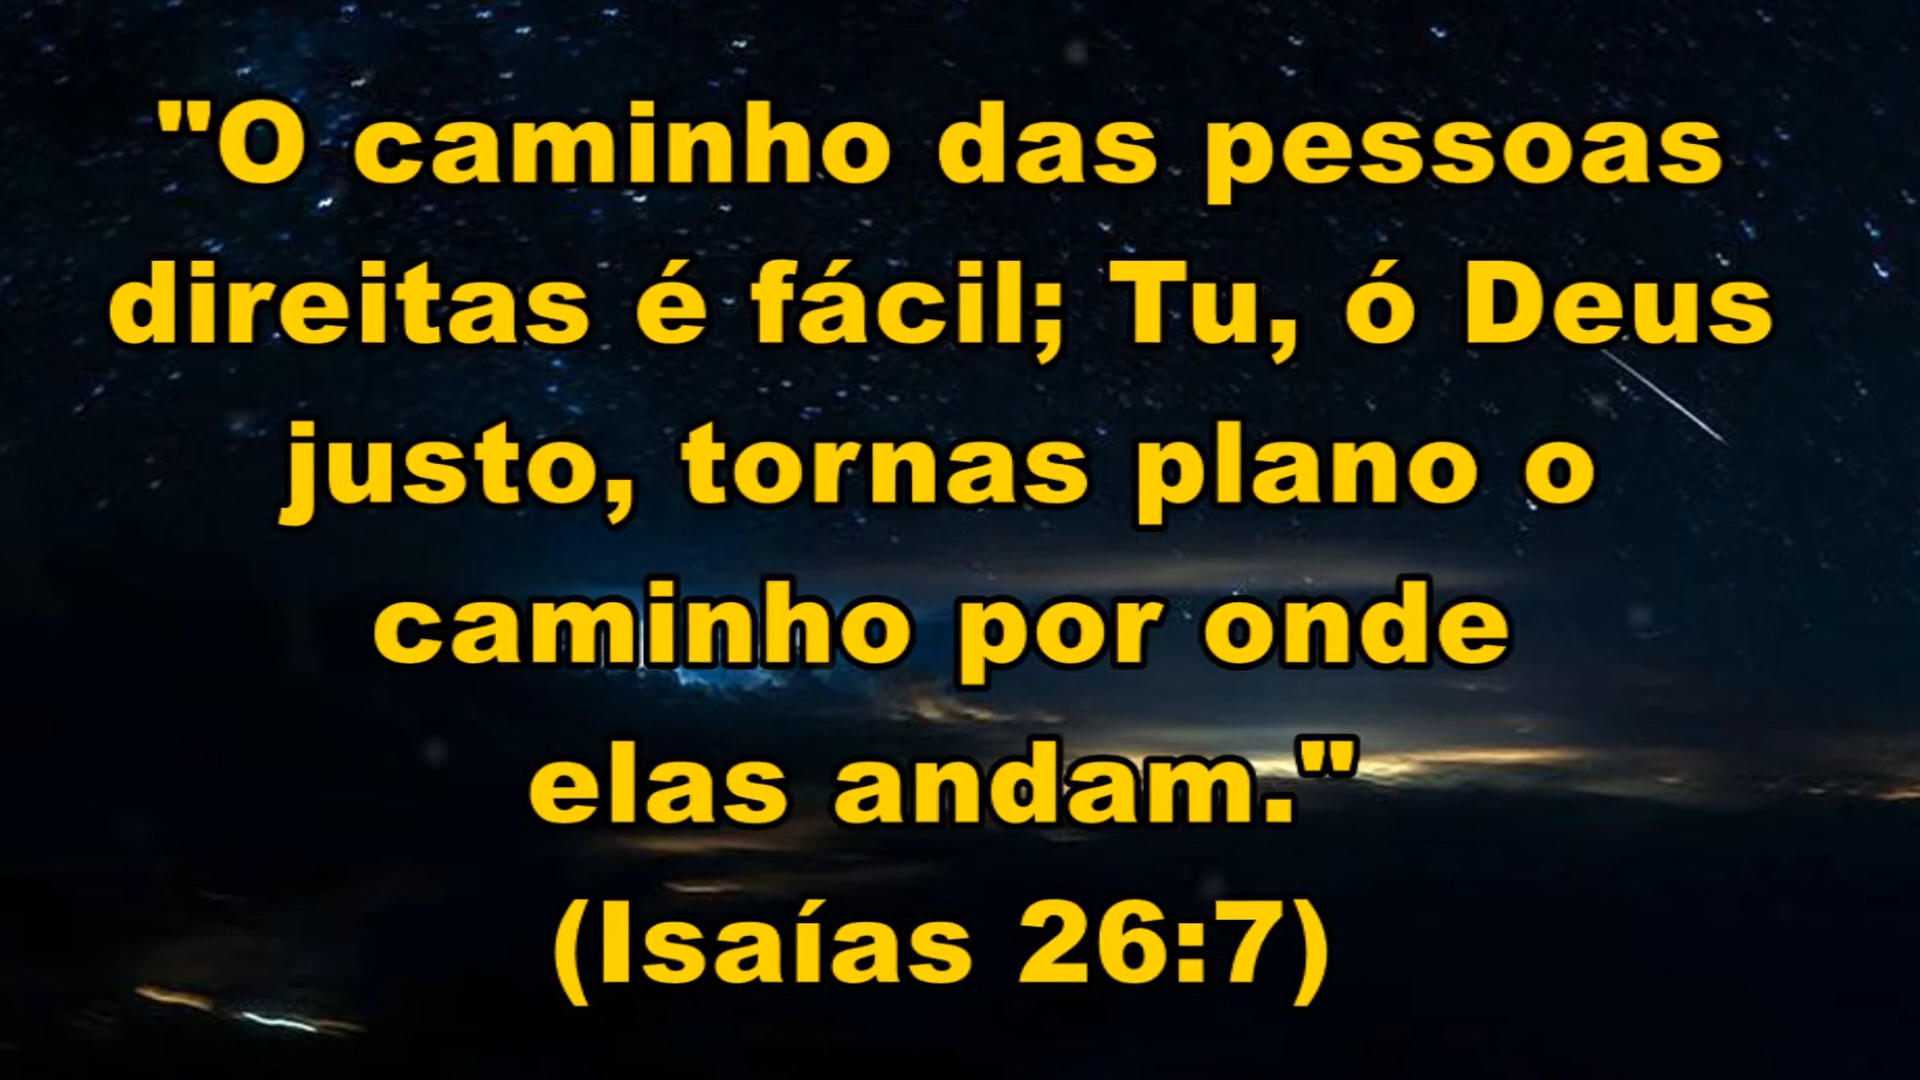 "O caminho das pessoas
direitas é fácil; Tu, ó Deus
justo, tornas plano o
caminho por onde
elas andam."
(Isaías 26:7)